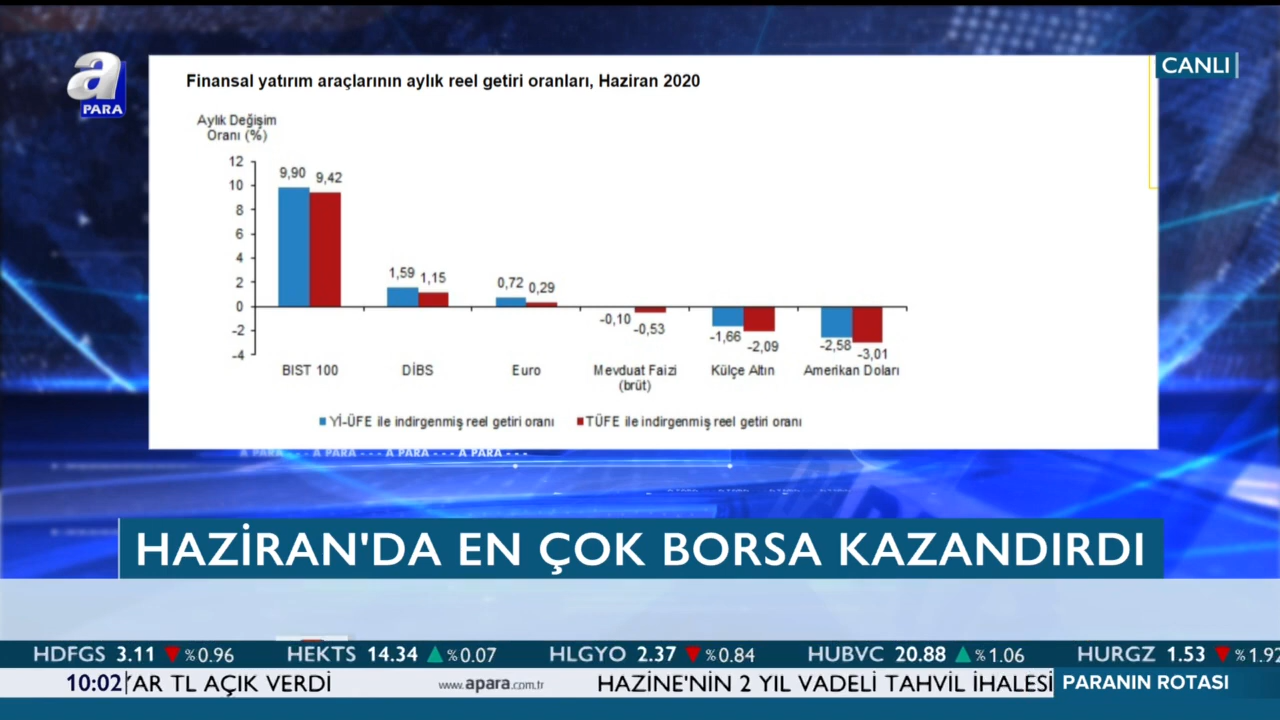 a
PARA
CANLI
Finansal yatırım araçlarının aylık reel getiri oranları, Haziran 2020
Aylık Değişim
Oranı (%)
12
10
8
6
4
2
0
-2
-4
9,90 9,42
1,59 1,15
0,72 0,29
-0,10 -0,53
-1,66 -2,09
-2,58 -3,01
BIST 100 DİBS Euro Mevduat Faizi (brüt) Külçe Altın Amerikan Doları
Yİ-ÜFE ile indirgenmiş reel getiri oranı TÜFE ile indirgenmiş reel getiri oranı
A PARA - - - A PARA - - - A PARA - - - A PARA - - -
HAZİRAN'DA EN ÇOK BORSA KAZANDIRDI
HDFGS 3.11 %0.96 HEKTS 14.34 %0.07 HLGYO 2.37 %0.84 HUBVC 20.88 %1.06 HURGZ 1.53 %1.92
10:02 'AR TL AÇIK VERDİ www.apara.com.tr HAZİNE'NİN 2 YIL VADELİ TAHVİL İHALESİ PARANIN ROTASI